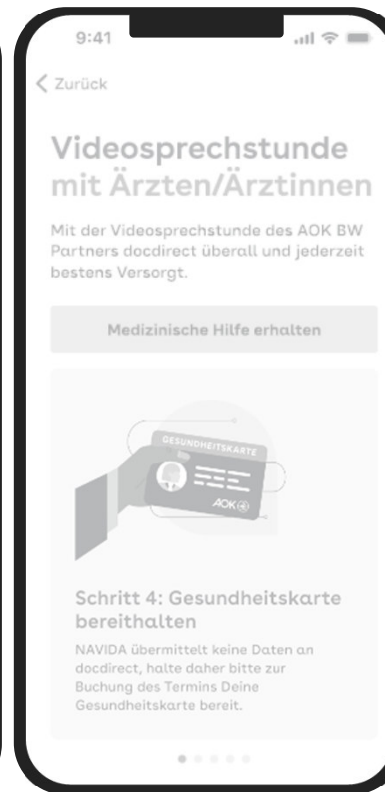 9:41
Zurück
Videosprechstunde
mit Ärzten/Ärztinnen
Mit der Videosprechstunde des AOK BW
Partners docdirect überall und jederzeit
bestens Versorgt.
Medizinische Hilfe erhalten
GESUNDHEITSKARTE
AOK
Schritt 4: Gesundheitskarte
bereithalten
NAVIDA übermittelt keine Daten an
docdirect, halte daher bitte zur
Buchung des Termins Deine
Gesundheitskarte bereit.